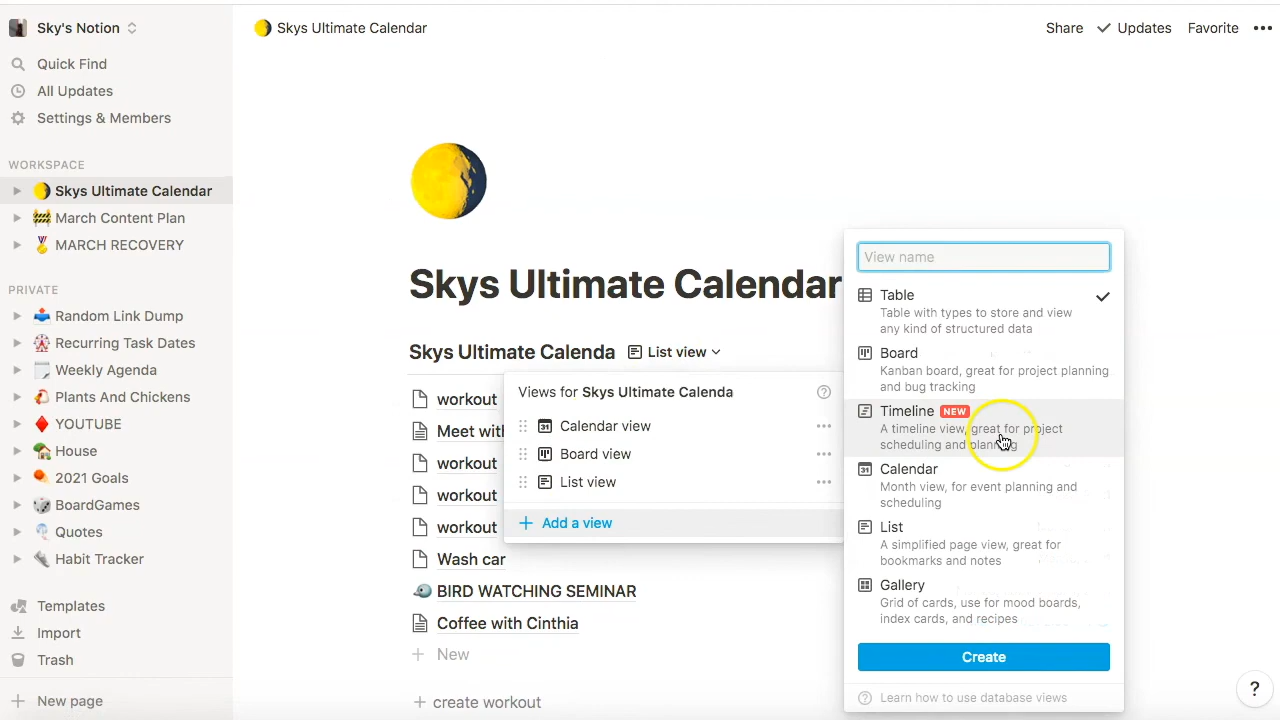 Sky's Notion
Skys Ultimate Calendar
Share
Updates
Favorite
Quick Find
All Updates
Settings & Members
WORKSPACE
Skys Ultimate Calendar
March Content Plan
MARCH RECOVERY
PRIVATE
Random Link Dump
Recurring Task Dates
Weekly Agenda
Plants And Chickens
YOUTUBE
House
2021 Goals
BoardGames
Quotes
Habit Tracker
Templates
Import
Trash
New page
Skys Ultimate Calendar
Skys Ultimate Calenda
List view
workout
Meet with
workout
workout
workout
Wash car
BIRD WATCHING SEMINAR
Coffee with Cinthia
New
create workout
Views for Skys Ultimate Calenda
Calendar view
Board view
List view
Add a view
View name
Table
Table with types to store and view
any kind of structured data
Board
Kanban board, great for project planning
and bug tracking
Timeline NEW
A timeline view, great for project
scheduling and planning
Calendar
Month view, for event planning and
scheduling
List
A simplified page view, great for
bookmarks and notes
Gallery
Grid of cards, use for mood boards,
index cards, and recipes
Create
Learn how to use database views
?